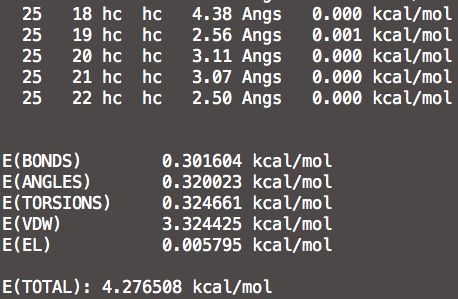 25 18 hc hc 4.38 Angs 0.000 kcal/mol
25 19 hc hc 2.56 Angs 0.001 kcal/mol
25 20 hc hc 3.11 Angs 0.000 kcal/mol
25 21 hc hc 3.07 Angs 0.000 kcal/mol
25 22 hc hc 2.50 Angs 0.000 kcal/mol
E(BONDS) 0.301604 kcal/mol
E(ANGLES) 0.320023 kcal/mol
E(TORSIONS) 0.324661 kcal/mol
E(VDW) 3.324425 kcal/mol
E(EL) 0.005795 kcal/mol
E(TOTAL): 4.276508 kcal/mol